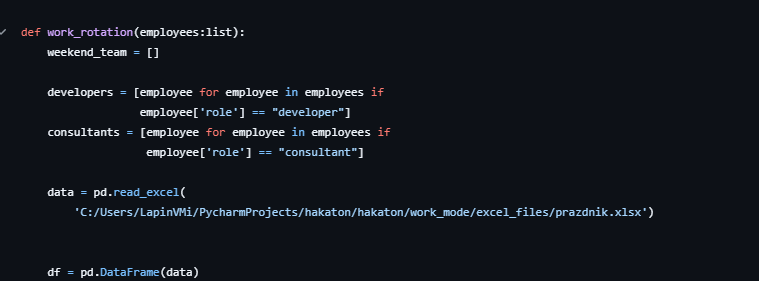 def work_rotation(employees:list):
weekend_team = []
developers = [employee for employee in employees if
employee['role'] == "developer"]
consultants = [employee for employee in employees if
employee['role'] == "consultant"]
data = pd.read_excel(
'C:/Users/LapinVMi/PycharmProjects/hakaton/hakaton/work_mode/excel_files/prazdnik.xlsx')
df = pd.DataFrame(data)